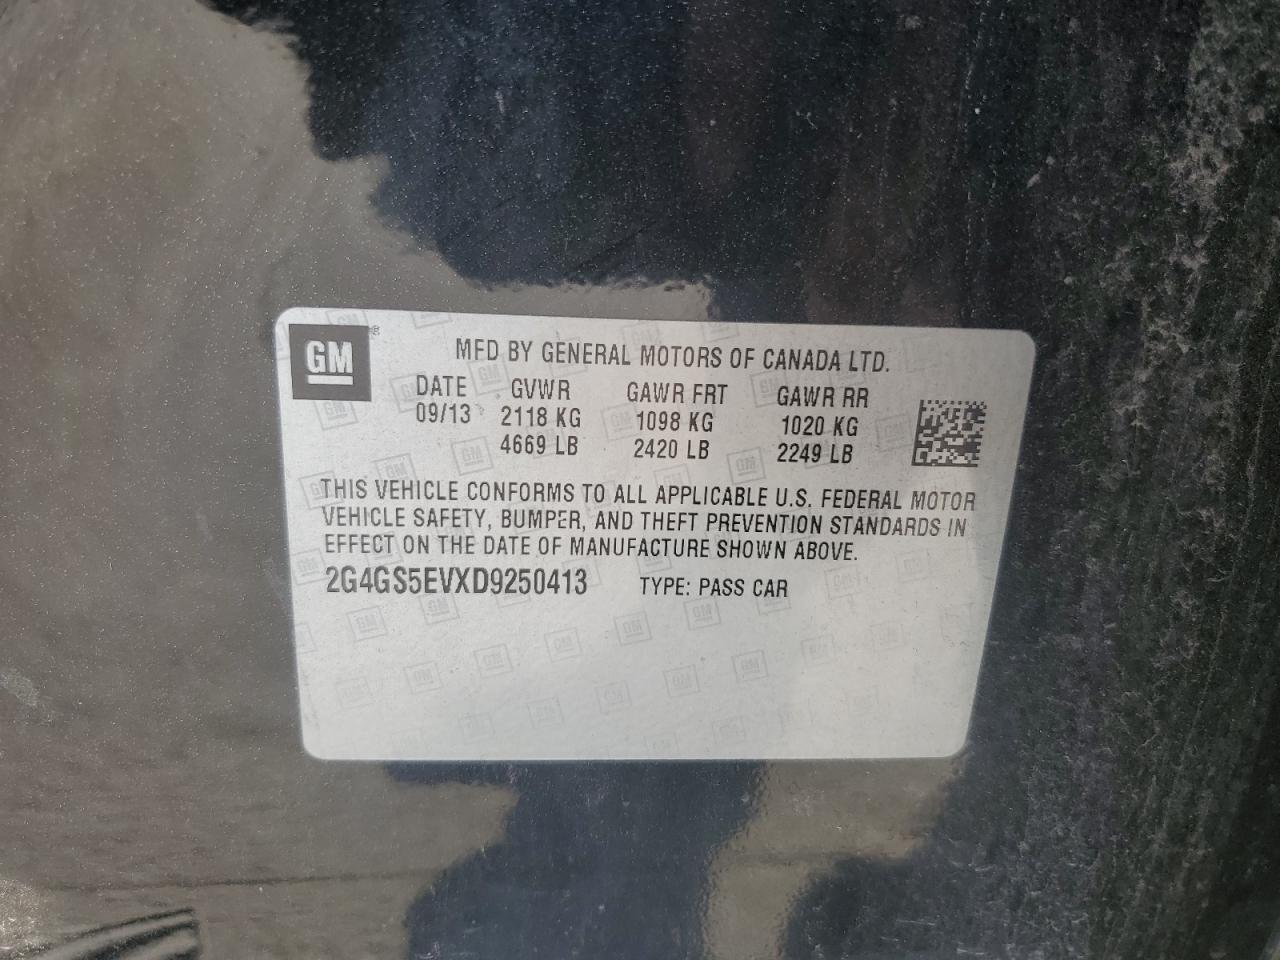 GM
MFD BY GENERAL MOTORS OF CANADA LTD.
DATE GVWR GAWR FRT GAWR RR
09/13 2118 KG 1098 KG 1020 KG
4669 LB 2420 LB 2249 LB
THIS VEHICLE CONFORMS TO ALL APPLICABLE U.S. FEDERAL MOTOR
VEHICLE SAFETY, BUMPER, AND THEFT PREVENTION STANDARDS IN
EFFECT ON THE DATE OF MANUFACTURE SHOWN ABOVE.
2G4GS5EVXD9250413 TYPE: PASS CAR